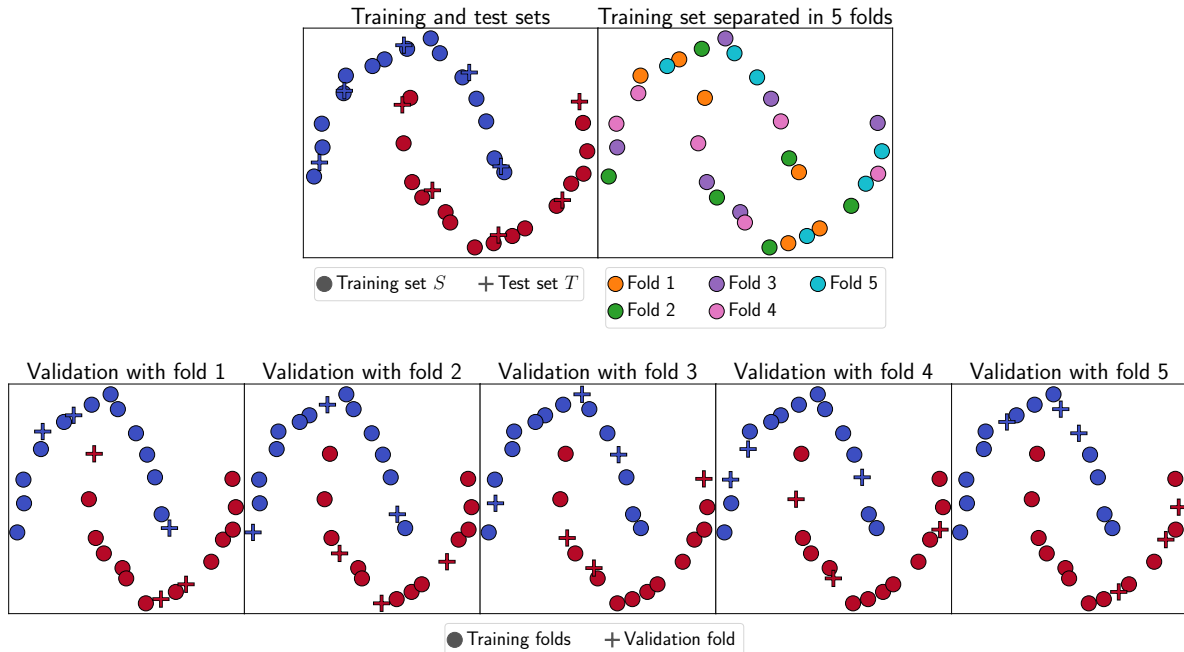 Training and test sets
Training set separated in 5 folds
Training set S
Test set T
Fold 1
Fold 3
Fold 5
Fold 2
Fold 4
Validation with fold 1
Validation with fold 2
Validation with fold 3
Validation with fold 4
Validation with fold 5
Training folds
Validation fold